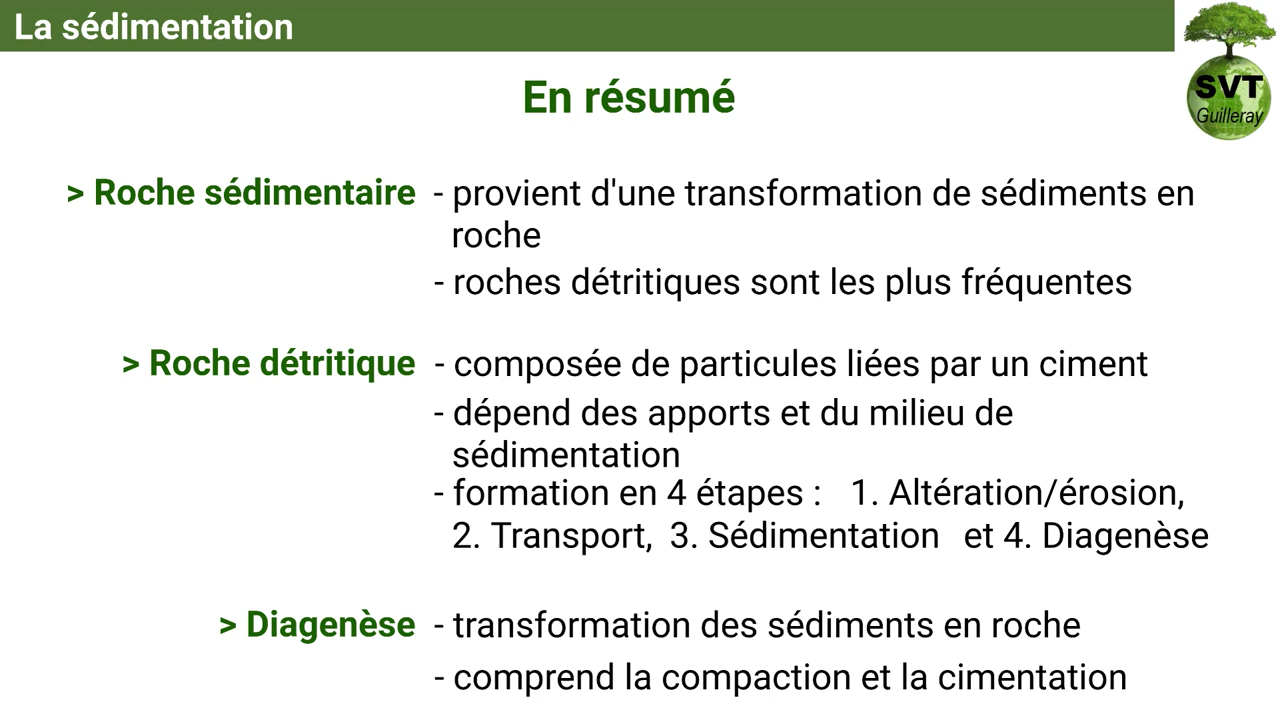 La sédimentation
SVT
Guilleray
En résumé
> Roche sédimentaire - provient d'une transformation de sédiments en
roche
- roches détritiques sont les plus fréquentes
> Roche détritique - composée de particules liées par un ciment
- dépend des apports et du milieu de
sédimentation
- formation en 4 étapes : 1. Altération/érosion,
2. Transport, 3. Sédimentation et 4. Diagenèse
> Diagenèse - transformation des sédiments en roche
- comprend la compaction et la cimentation